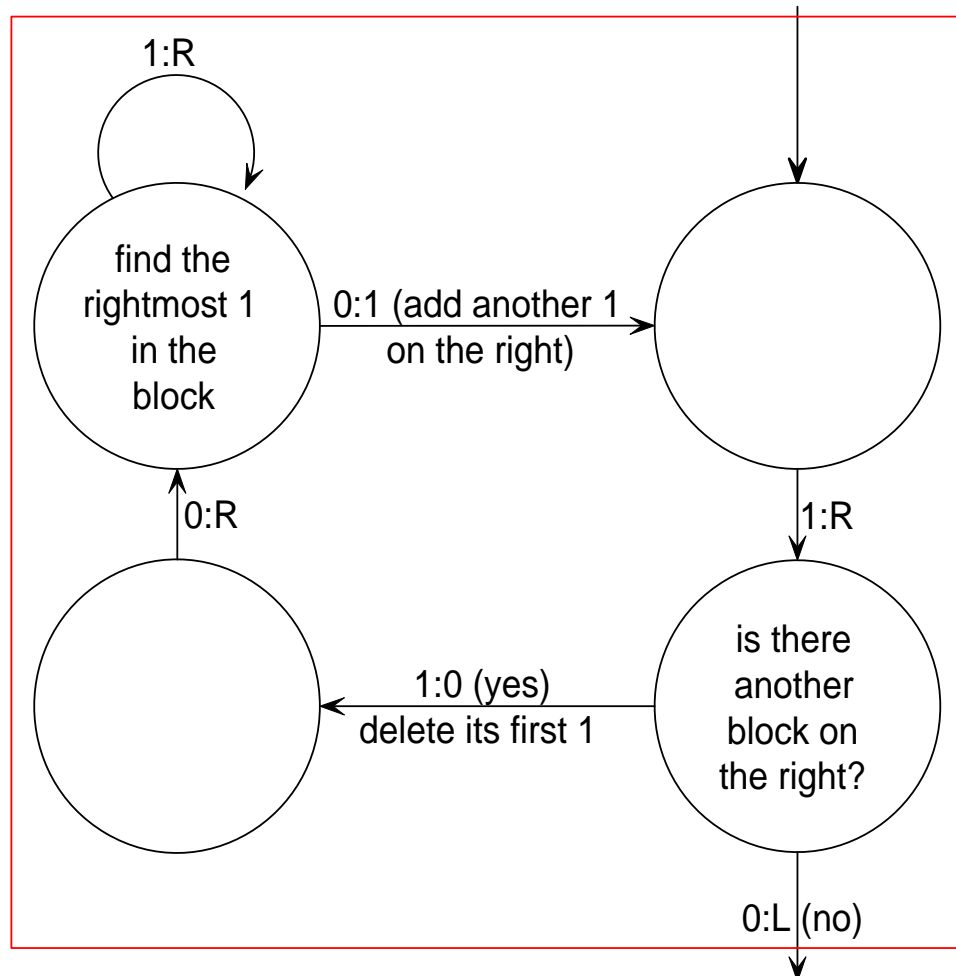 1:R
find the
rightmost 1
in the
block
0:1 (add another 1
on the right)
0:R
1:R
1:0 (yes)
delete its first 1
is there
another
block on
the right?
0:L (no)